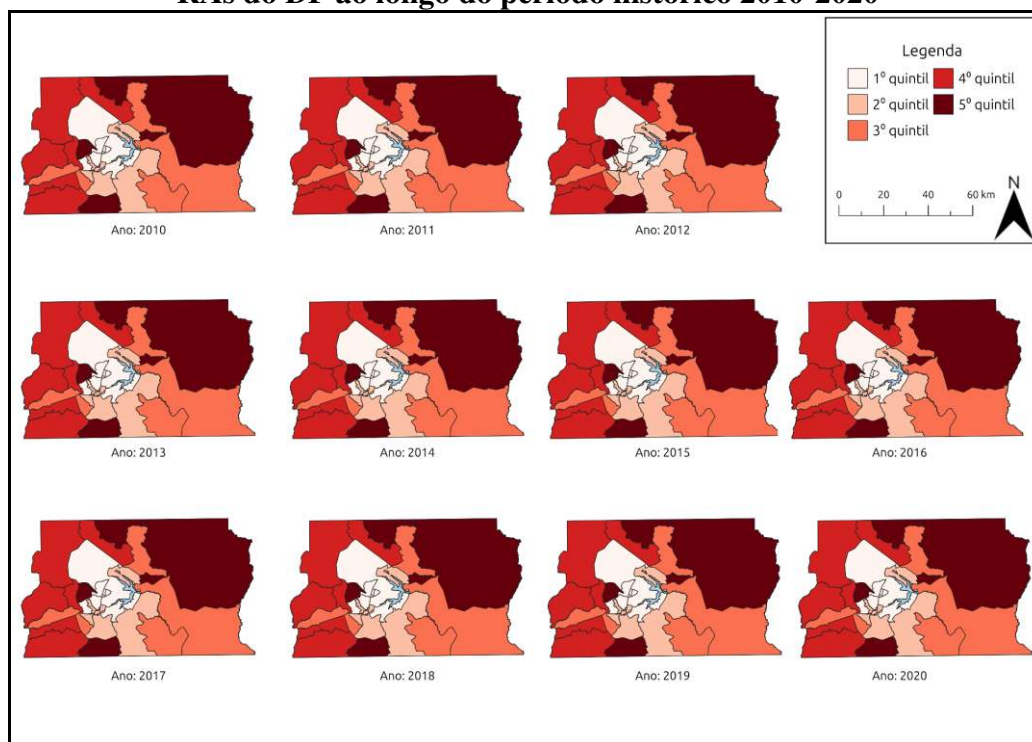 RAs do DF ao longo do período histórico 2010-2020
Legenda
1º quintil
4º quintil
2º quintil
5º quintil
3º quintil
0 20 40 60 km
N
Ano: 2010
Ano: 2011
Ano: 2012
Ano: 2013
Ano: 2014
Ano: 2015
Ano: 2016
Ano: 2017
Ano: 2018
Ano: 2019
Ano: 2020